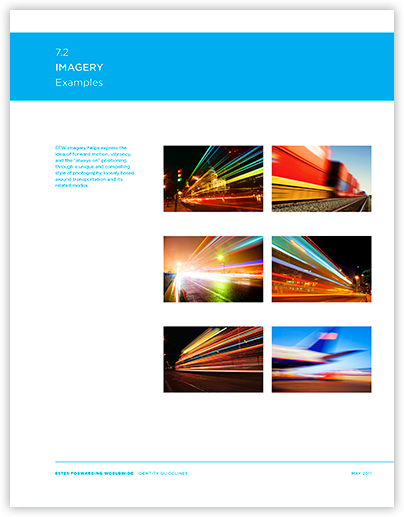 7.2
IMAGERY
Examples
EFW imagery helps express the
idea of forward motion, vibrancy,
and the "always on" positioning
through a unique and compelling
style of photography, loosely based
around transportation and its
related modes.
ESTES FORWARDING WORLDWIDE IDENTITY GUIDELINES
MAY 2011